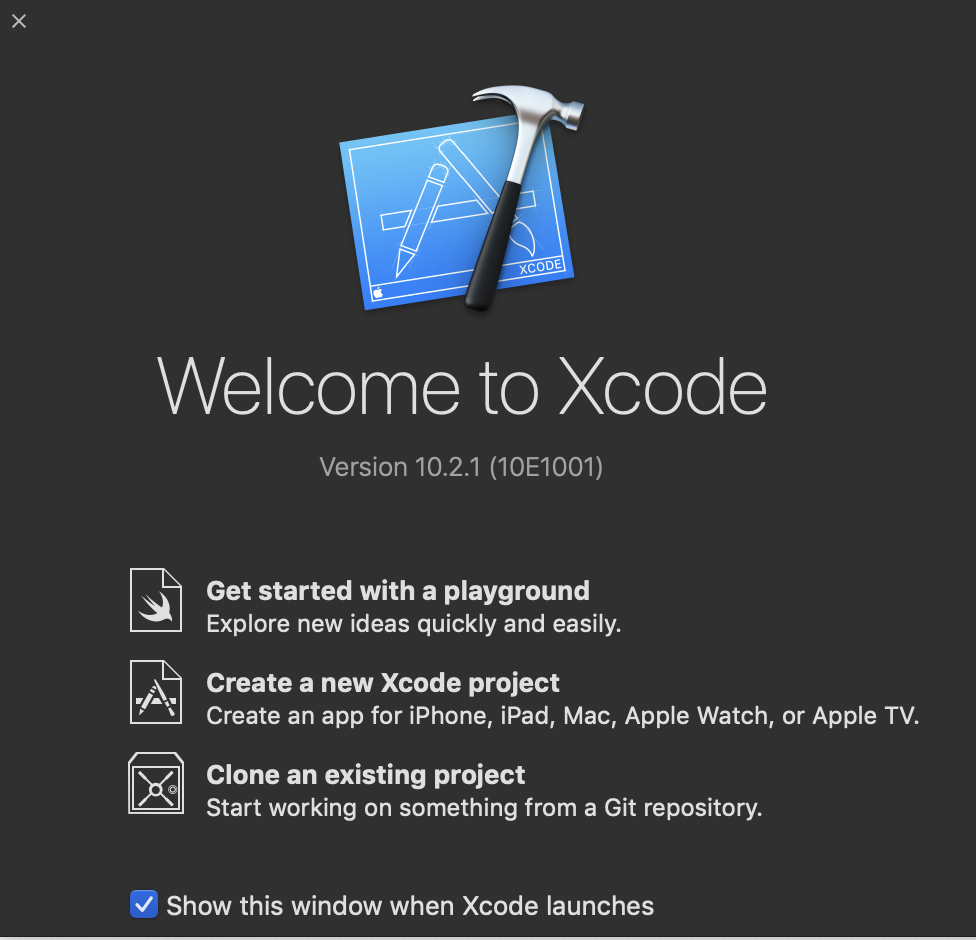 XCODE
Welcome to Xcode
Version 10.2.1 (10E1001)
Get started with a playground
Explore new ideas quickly and easily.
Create a new Xcode project
Create an app for iPhone, iPad, Mac, Apple Watch, or Apple TV.
Clone an existing project
Start working on something from a Git repository.
Show this window when Xcode launches